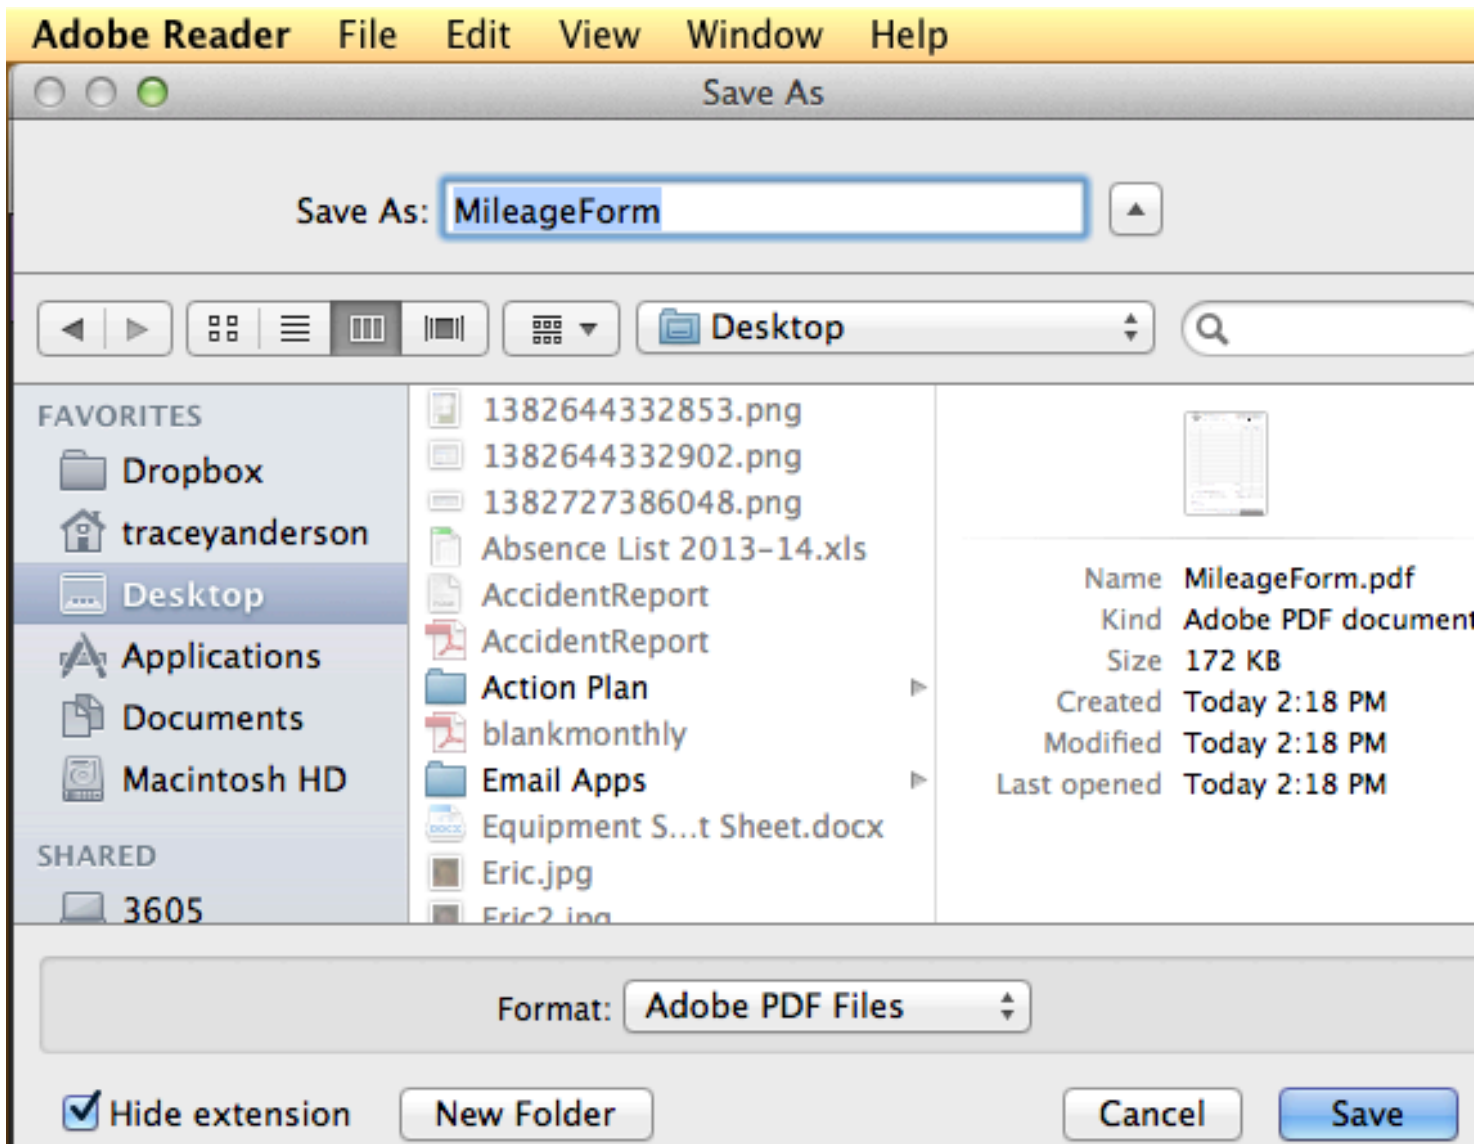 Adobe Reader File Edit View Window Help
Save As
Save As: MileageForm
Desktop
FAVORITES
Dropbox
traceyanderson
Desktop
Applications
Documents
Macintosh HD
SHARED
3605
1382644332853.png
1382644332902.png
1382727386048.png
Absence List 2013-14.xls
AccidentReport
AccidentReport
Action Plan
blankmonthly
Email Apps
Equipment S...t Sheet.docx
Eric.jpg
Eric2.jpg
Name MileageForm.pdf
Kind Adobe PDF document
Size 172 KB
Created Today 2:18 PM
Modified Today 2:18 PM
Last opened Today 2:18 PM
Format: Adobe PDF Files
Hide extension New Folder Cancel Save